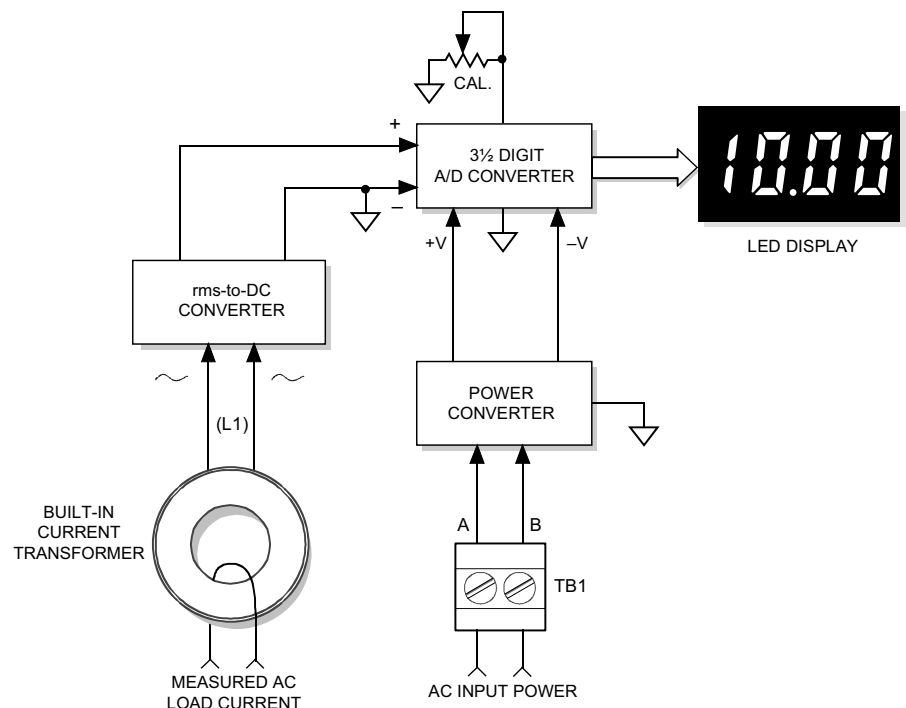 CAL.
+
3½ DIGIT
A/D CONVERTER
–
10.00
LED DISPLAY
+V
–V
rms-to-DC
CONVERTER
POWER
CONVERTER
(L1)
BUILT-IN
CURRENT
TRANSFORMER
A
B
TB1
MEASURED AC
LOAD CURRENT
AC INPUT POWER